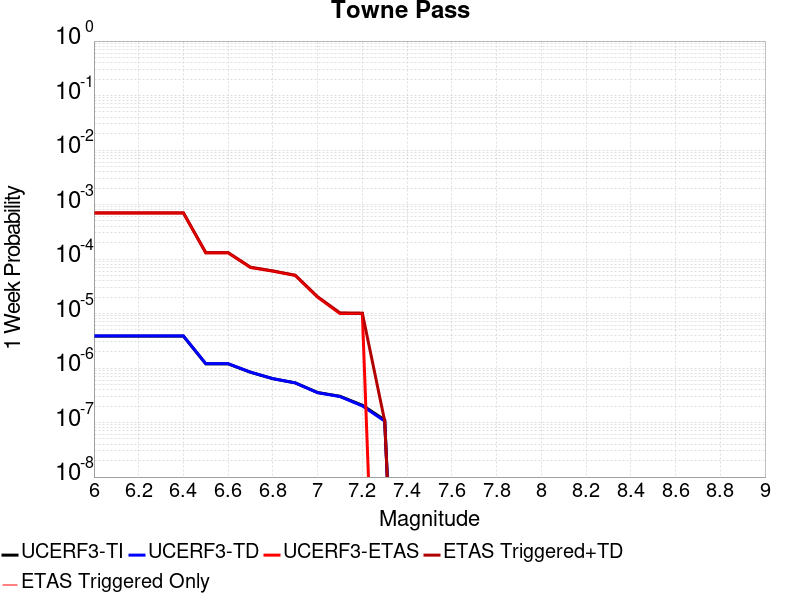 Towne Pass
10^0
10^-1
10^-2
10^-3
10^-4
10^-5
10^-6
10^-7
10^-8
1 Week Probability
6 6.2 6.4 6.6 6.8 7 7.2 7.4 7.6 7.8 8 8.2 8.4 8.6 8.8 9
Magnitude
UCERF3-TI UCERF3-TD UCERF3-ETAS ETAS Triggered+TD
ETAS Triggered Only